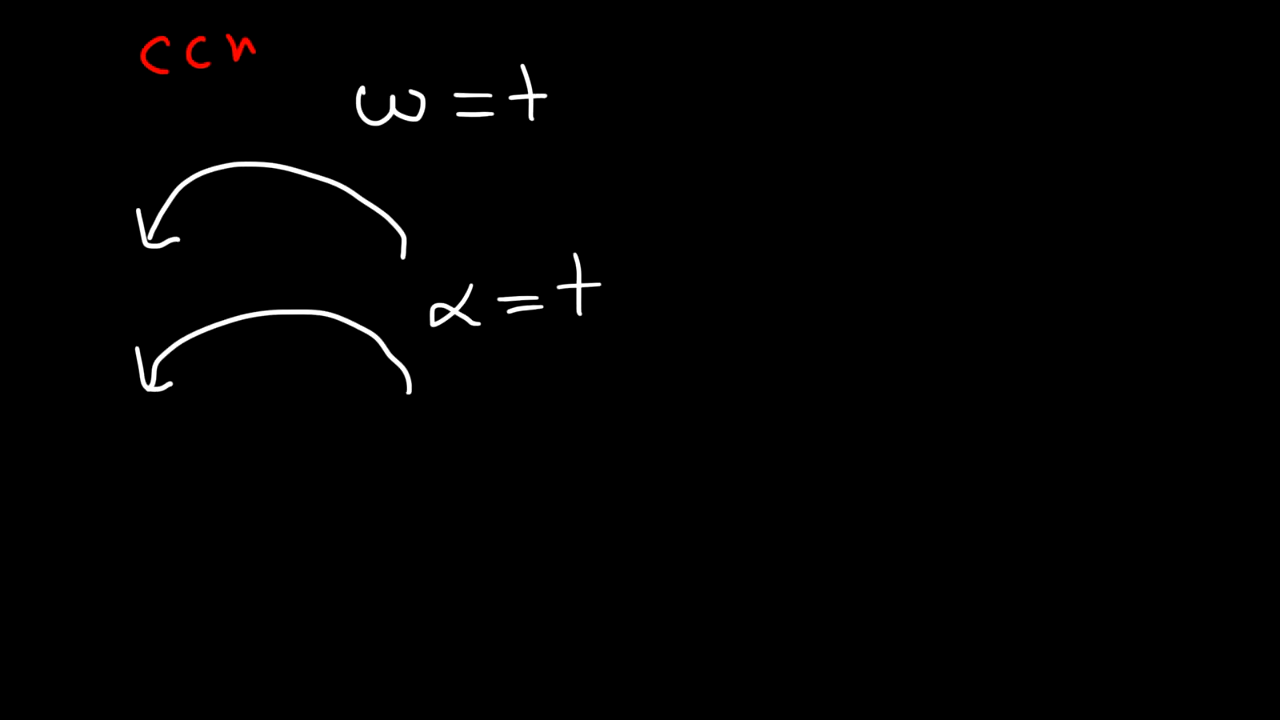 ccw
ω = +
α = +